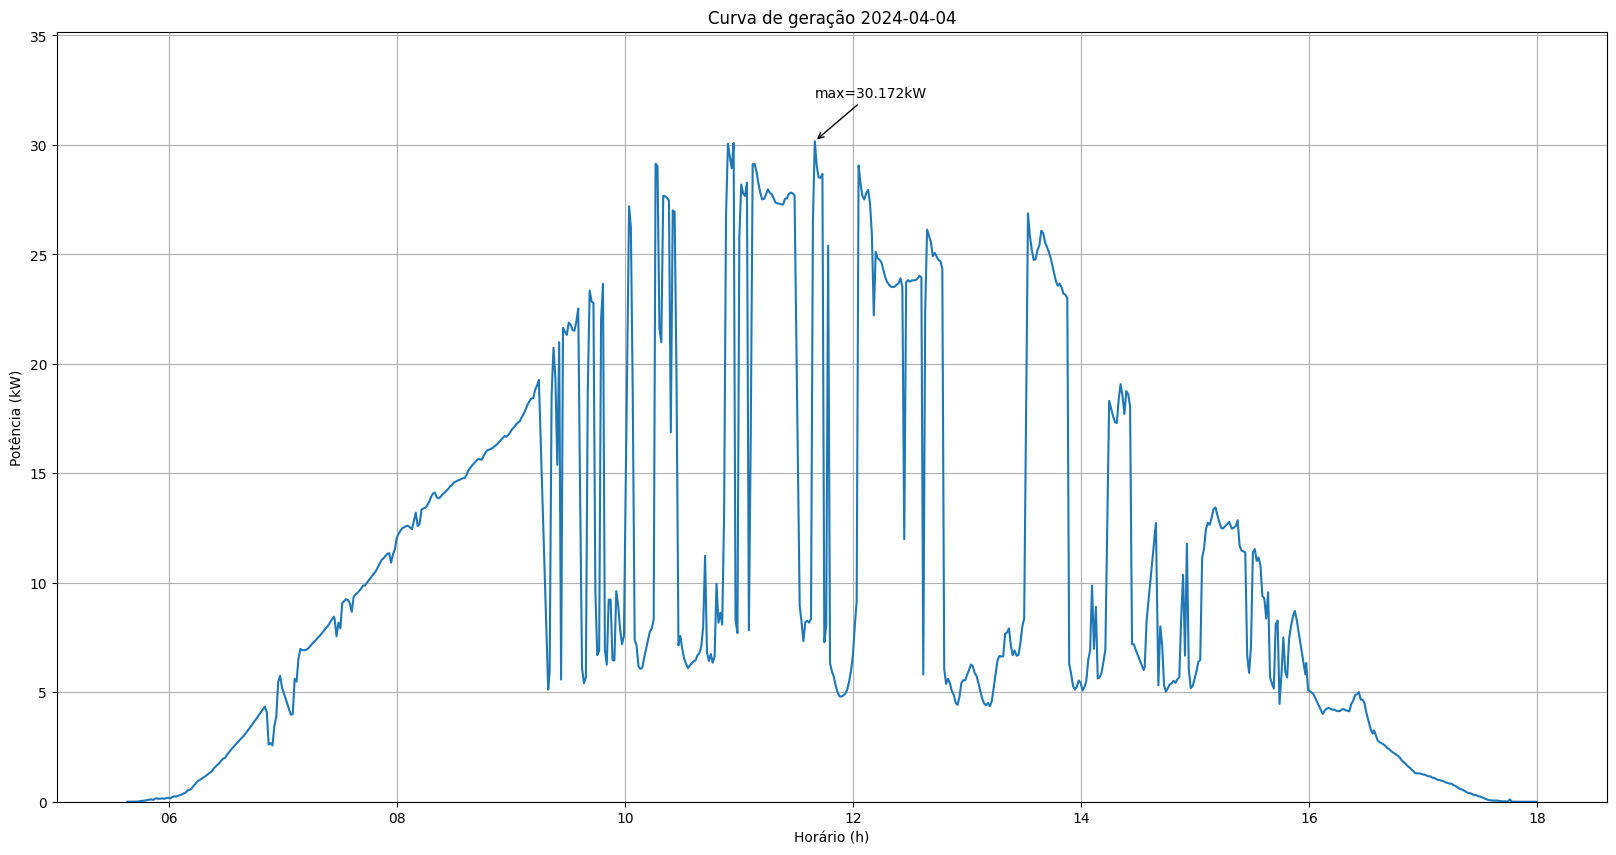 Curva de geração 2024-04-04
35
max=30.172kW
30
25
20
15
10
5
0
Potência (kW)
06 08 10 12 14 16 18
Horário (h)